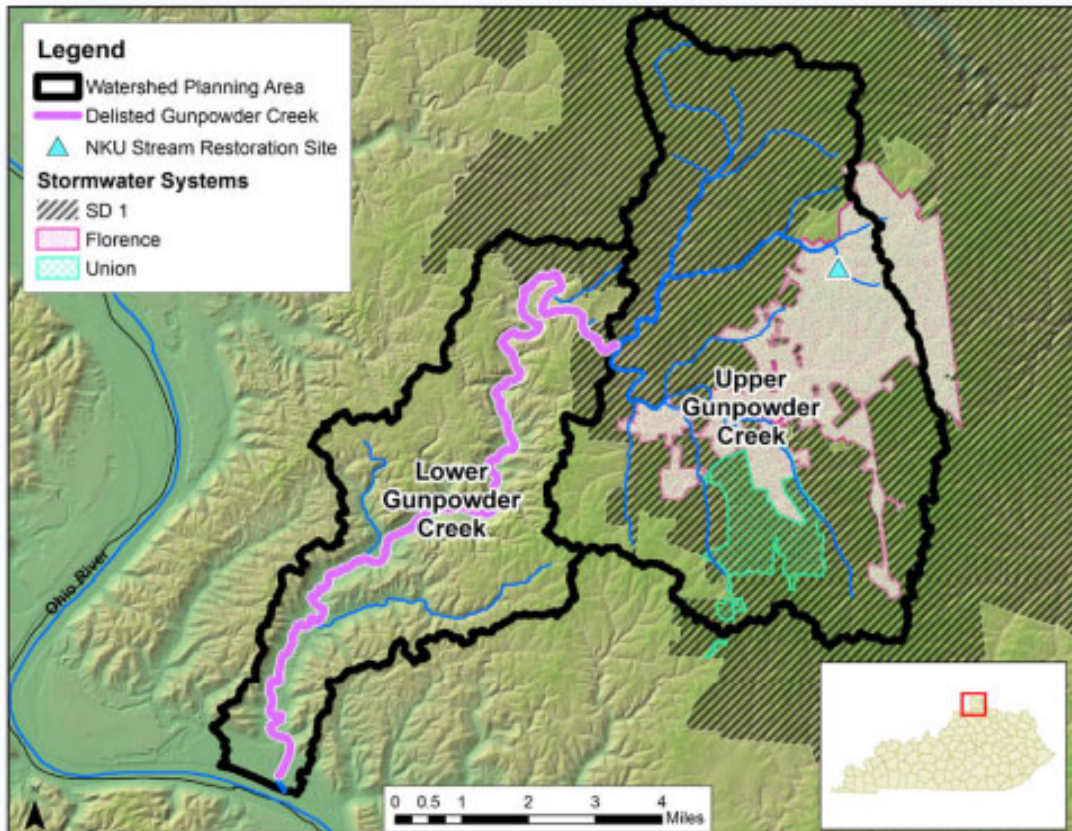 Legend
Watershed Planning Area
Delisted Gunpowder Creek
NKU Stream Restoration Site
Stormwater Systems
SD 1
Florence
Union
Upper
Gunpowder
Creek
Lower
Gunpowder
Creek
Ohio River
0 0.5 1 2 3 4
Miles